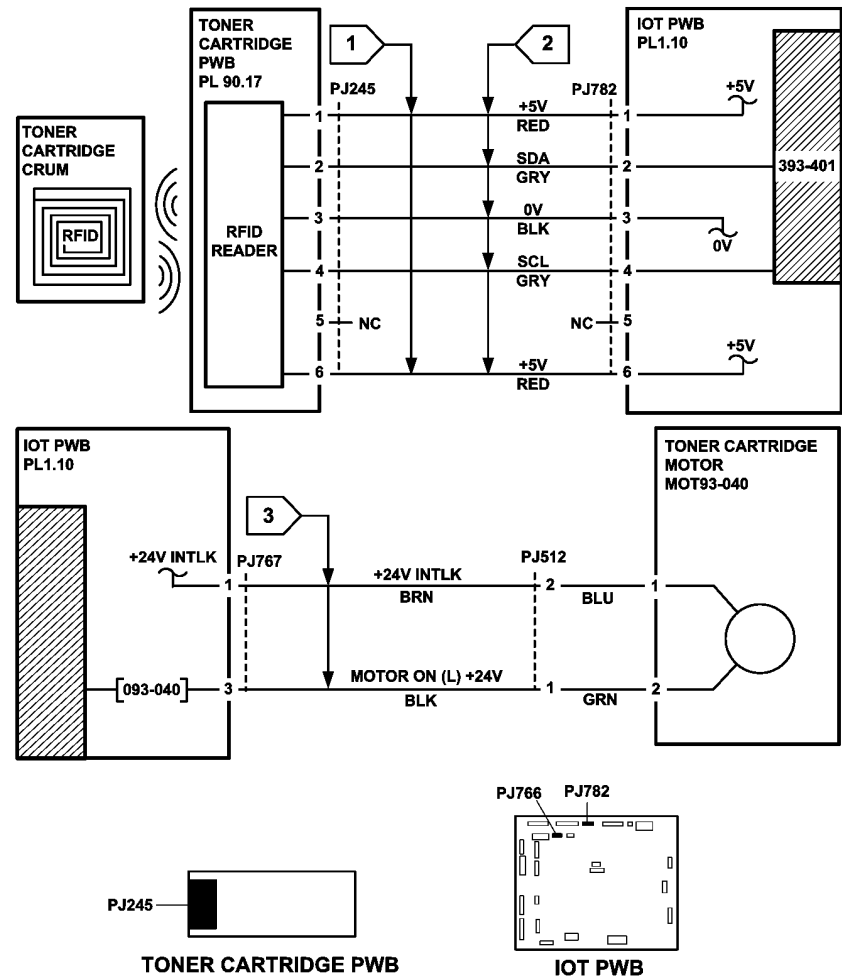 TONER
CARTRIDGE
PWB
PL 90.17
1
2
IOT PWB
PL1.10
PJ245
PJ782
TONER
CARTRIDGE
CRUM
RFID
RFID
READER
1
+5V
RED
1
+5V
2
SDA
GRY
2
393-401
3
0V
BLK
3
0V
4
SCL
GRY
4
5
NC
NC
5
6
+5V
RED
6
+5V
IOT PWB
PL1.10
3
TONER CARTRIDGE
MOTOR
MOT93-040
+24V INTLK
PJ767
PJ512
1
+24V INTLK
BRN
2
BLU
1
093-040
3
MOTOR ON (L) +24V
BLK
1
GRN
2
PJ766
PJ782
PJ245
TONER CARTRIDGE PWB
IOT PWB